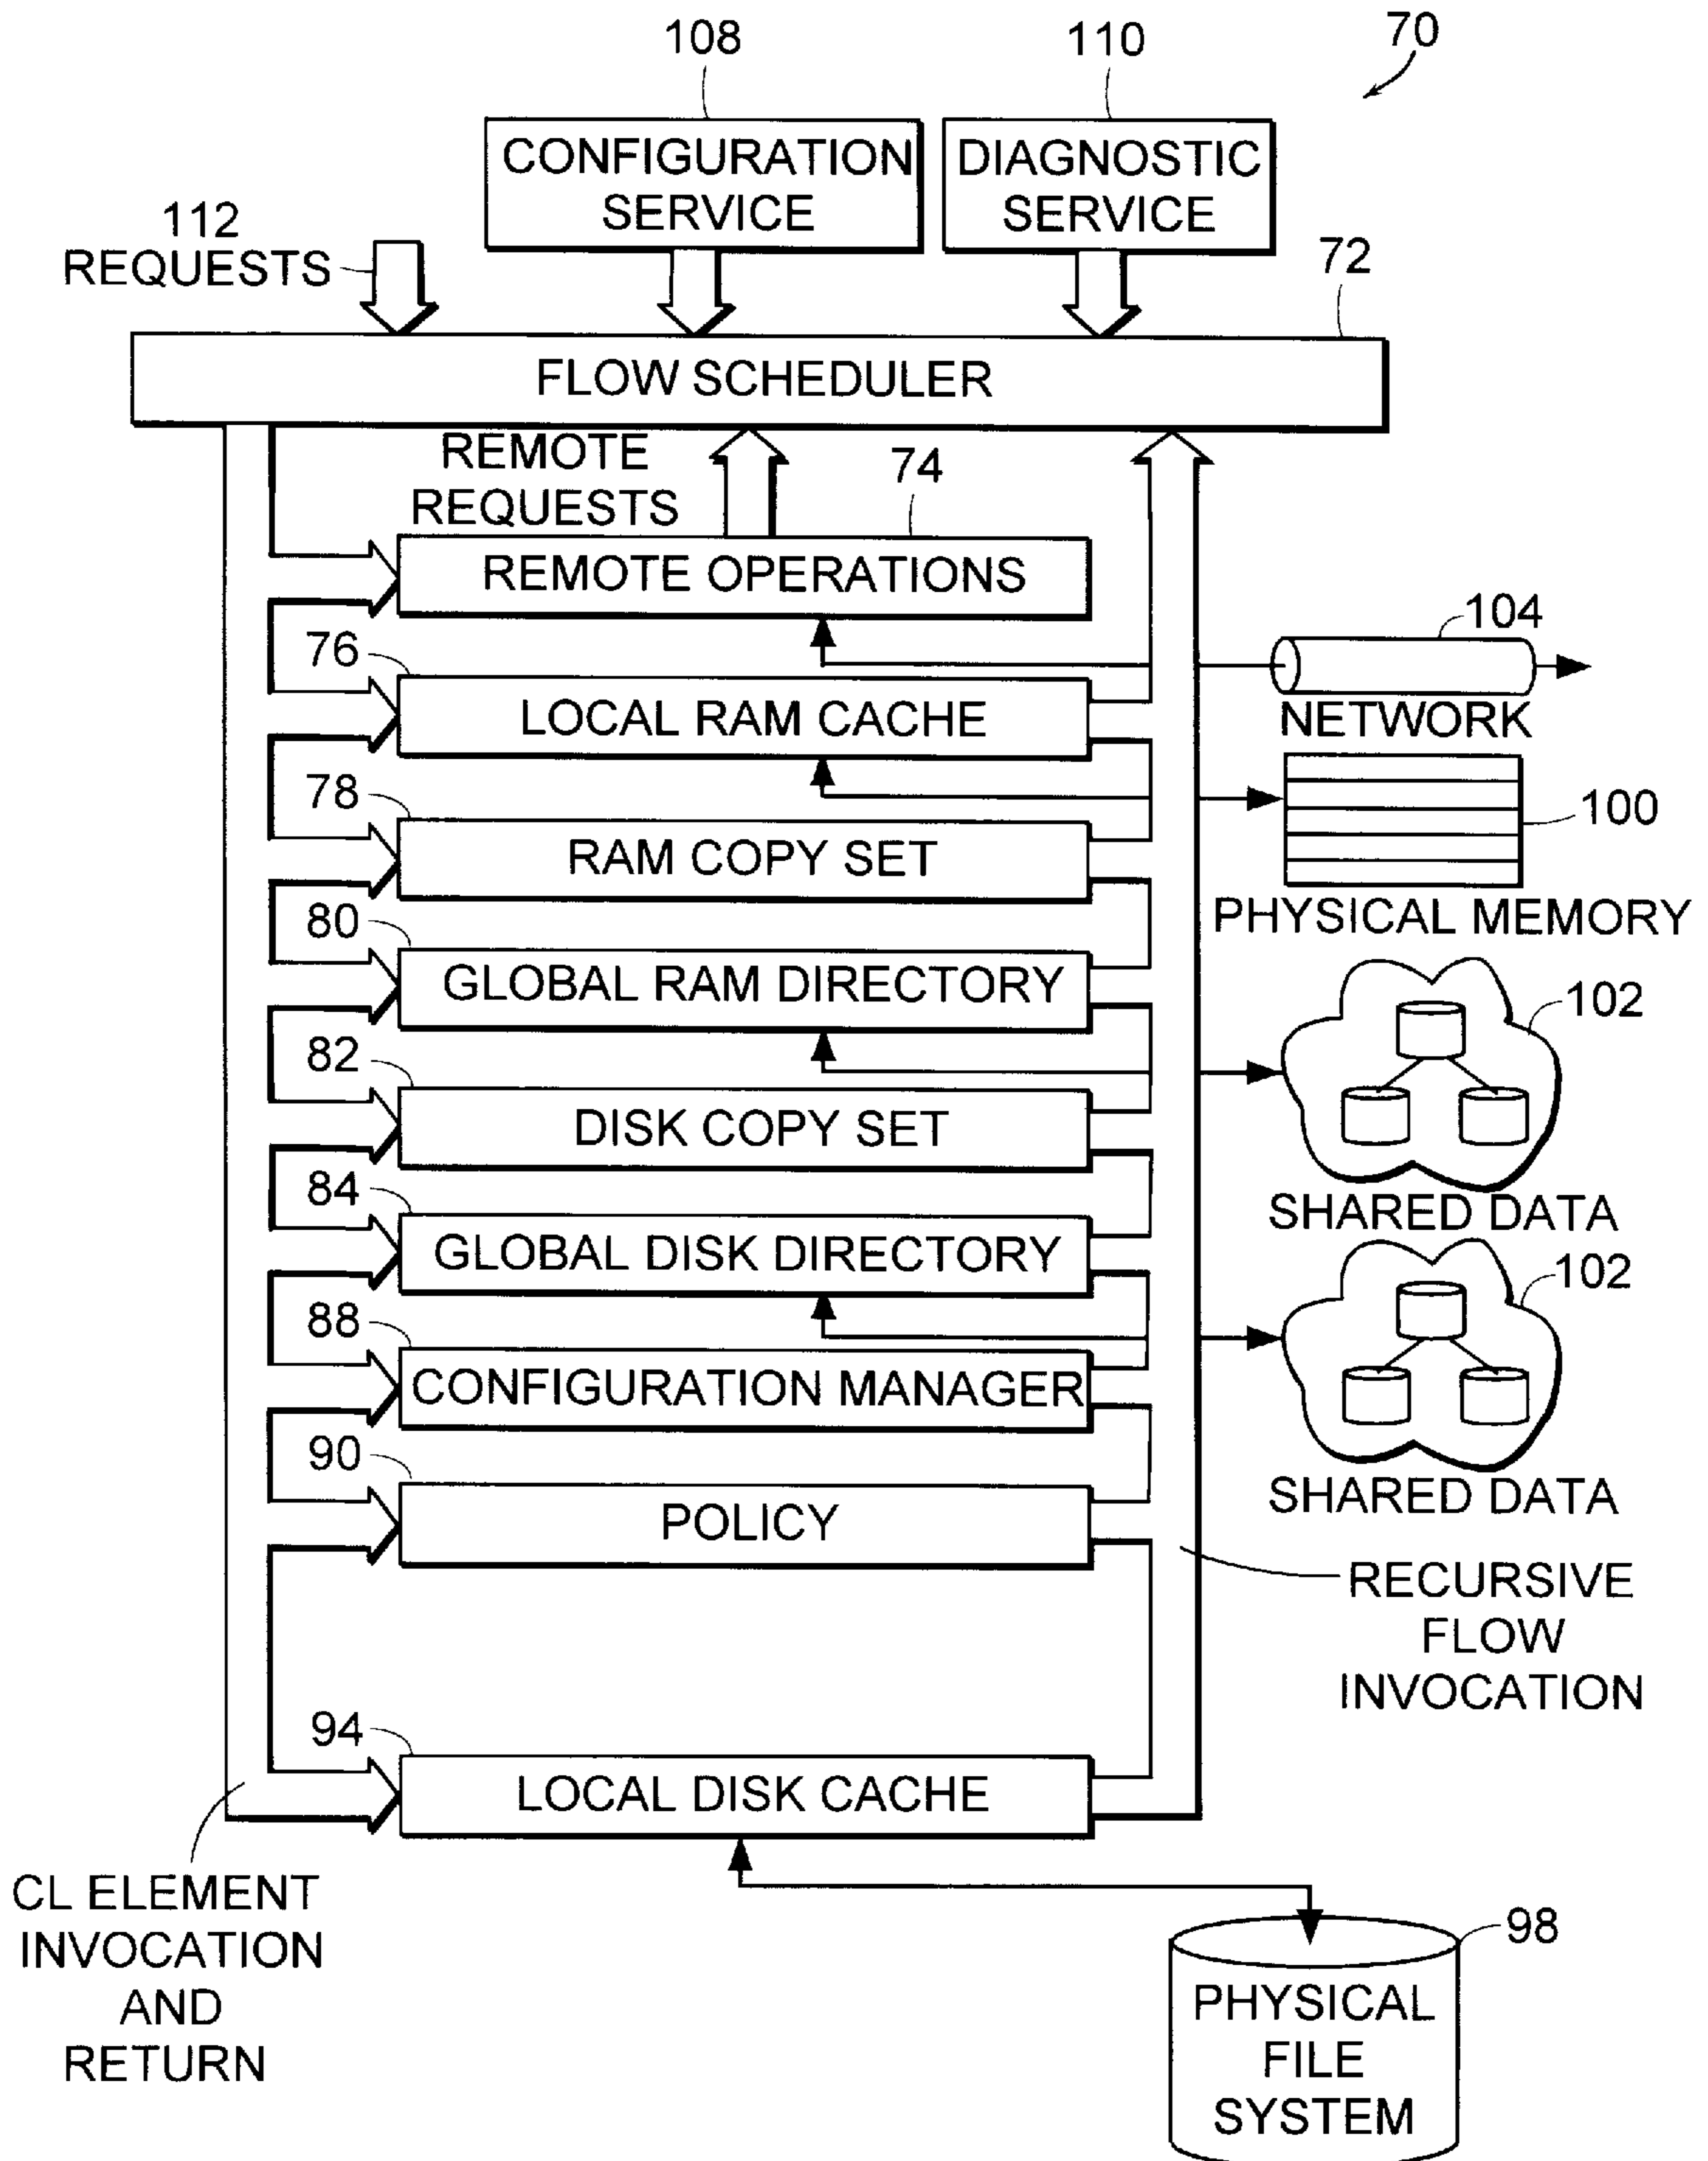 108
110
70
CONFIGURATION
SERVICE
DIAGNOSTIC
SERVICE
112
REQUESTS
72
FLOW SCHEDULER
REMOTE
REQUESTS
74
REMOTE OPERATIONS
104
NETWORK
76
LOCAL RAM CACHE
100
PHYSICAL MEMORY
78
RAM COPY SET
80
GLOBAL RAM DIRECTORY
102
SHARED DATA
82
DISK COPY SET
84
GLOBAL DISK DIRECTORY
102
SHARED DATA
88
CONFIGURATION MANAGER
90
POLICY
RECURSIVE
FLOW
INVOCATION
94
LOCAL DISK CACHE
CL ELEMENT
INVOCATION
AND
RETURN
98
PHYSICAL
FILE
SYSTEM